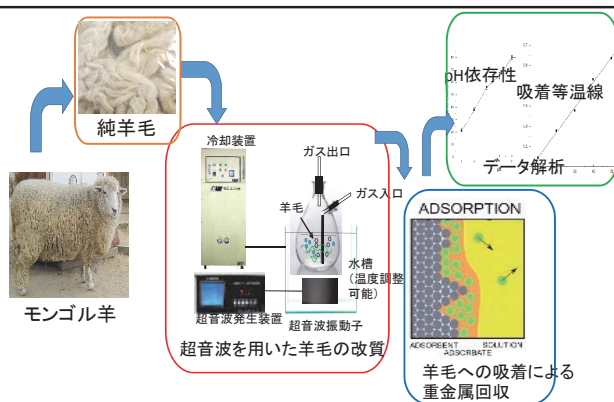 純羊毛
モンゴル羊
冷却装置
ガス出口
ガス入口
羊毛
水槽
(温度調整
可能)
超音波発生装置
超音波振動子
超音波を用いた羊毛の改質
pH依存性
吸着等温線
データ解析
ADSORPTION
ADSORBENT
SOLUTION
ADSORBATE
羊毛への吸着による
重金属回収